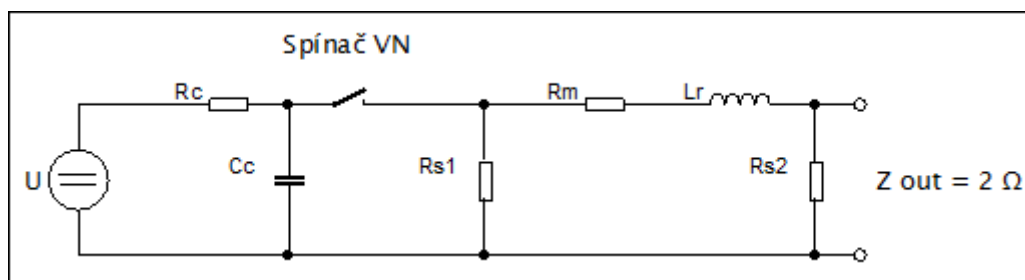 Spínač VN
Rc
Rm
Lr
U
Cc
Rs1
Rs2
Z out = 2 Ω